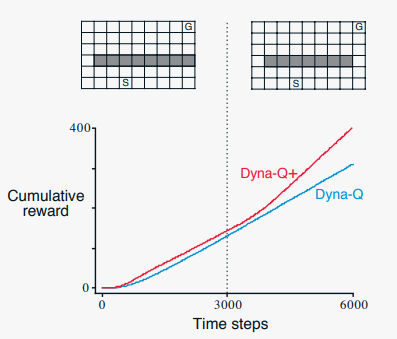 G
G
S
S
400
Dyna-Q+
Dyna-Q
Cumulative
reward
0
0
3000
6000
Time steps